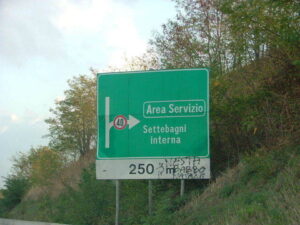 Area Servizio
40
Settebagni
interna
250 m